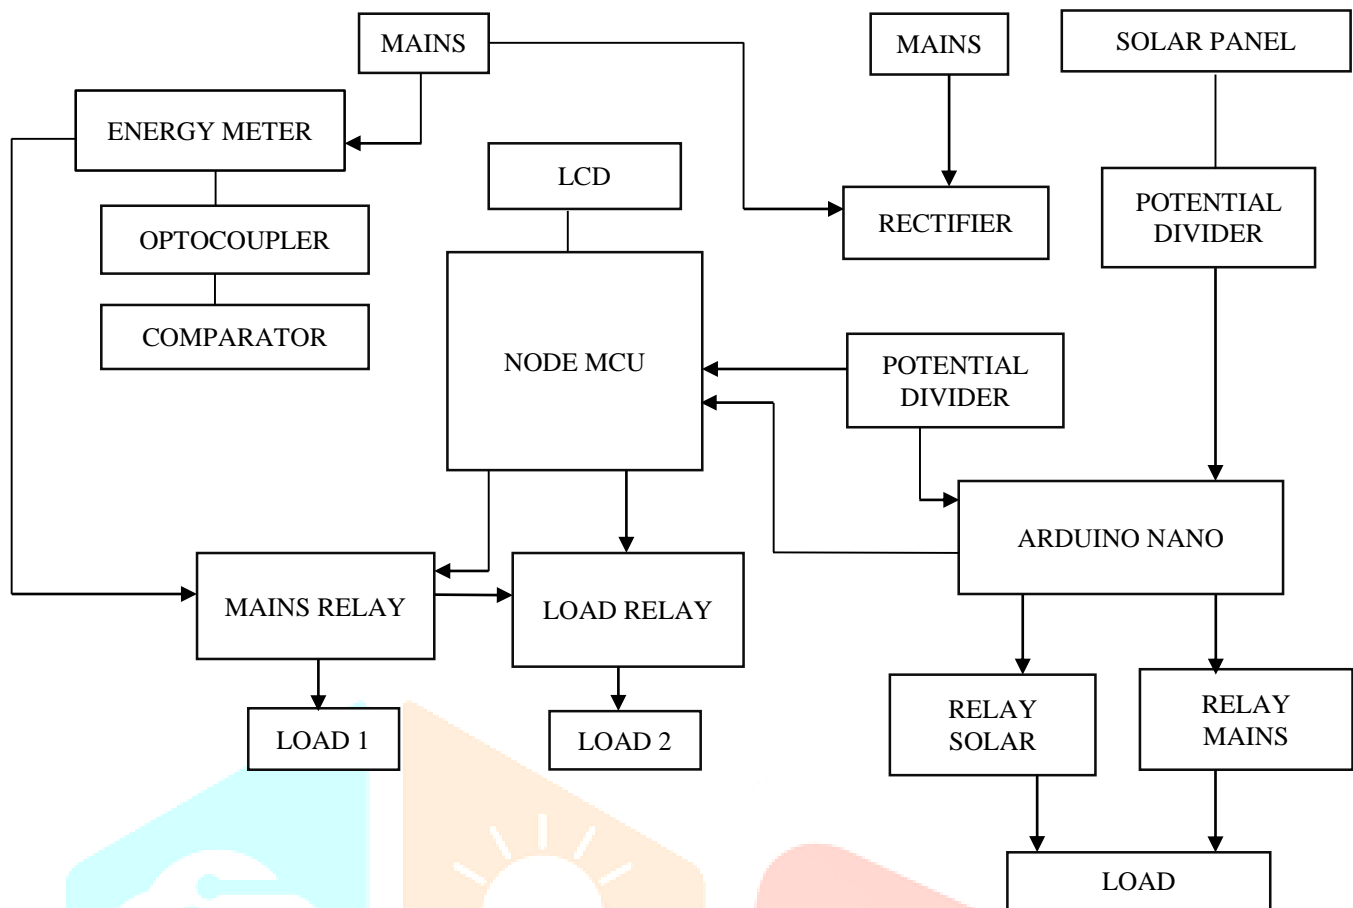 MAINS
MAINS
SOLAR PANEL
ENERGY METER
LCD
POTENTIAL
DIVIDER
RECTIFIER
OPTOCOUPLER
COMPARATOR
NODE MCU
POTENTIAL
DIVIDER
ARDUINO NANO
MAINS RELAY
LOAD RELAY
RELAY
SOLAR
RELAY
MAINS
LOAD 1
LOAD 2
LOAD